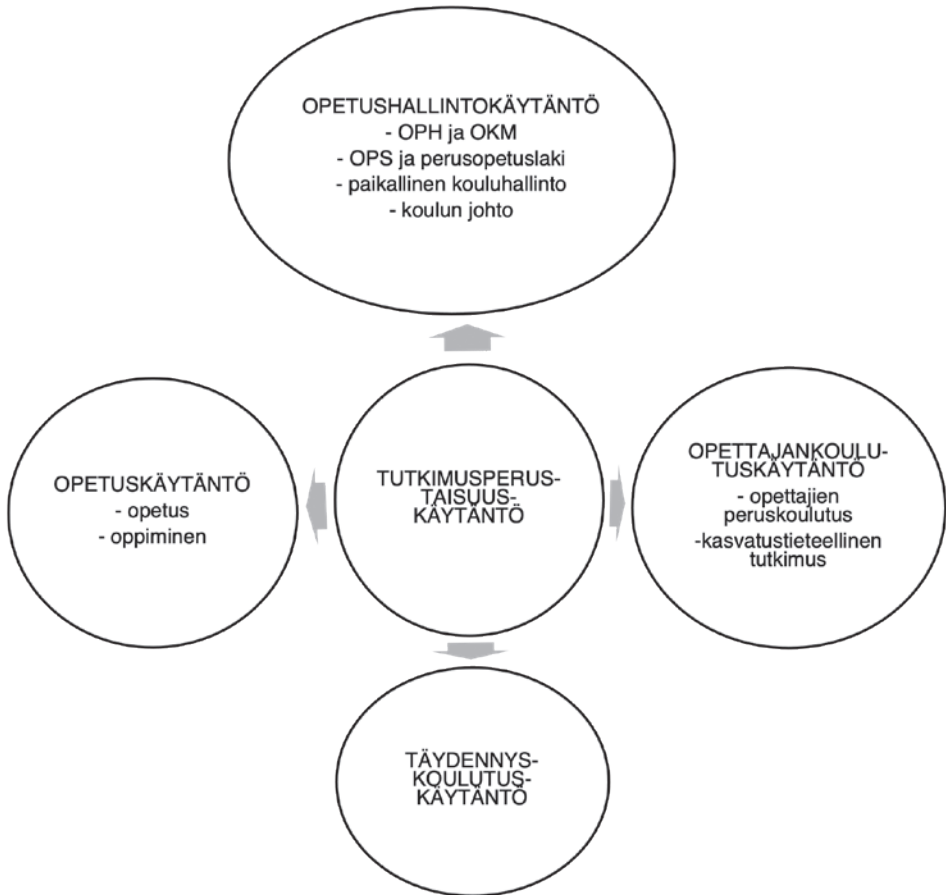 OPETUSHALLINTOKÄYTÄNTÖ
- OPH ja OKM
- OPS ja perusopetuslaki
- paikallinen kouluhallinto
- koulun johto
OPETUSKÄYTÄNTÖ
- opetus
- oppiminen
TUTKIMUSPERUS-
TAISUUS-
KÄYTÄNTÖ
OPETTAJANKOULU-
TUSKÄYTÄNTÖ
- opettajien
peruskoulutus
-kasvatustieteellinen
tutkimus
TÄYDENNYS-
KOULUTUS-
KÄYTÄNTÖ